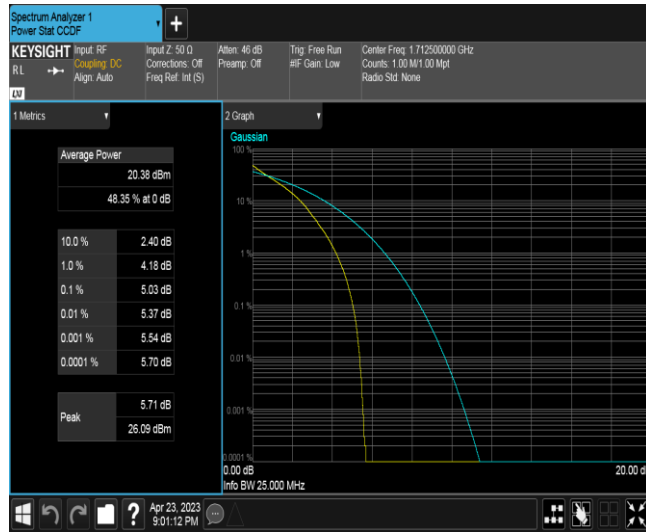 Spectrum Analyzer 1
Power Stat CCDF
+
KEYSIGHT
RL
LXI
Input: RF
Coupling: DC
Align: Auto
Input Z: 50 Ω
Corrections: Off
Freq Ref: Int (S)
Atten: 46 dB
Preamp: Off
Trig: Free Run
#IF Gain: Low
Center Freq: 1.712500000 GHz
Counts: 1.00 M/1.00 Mpt
Radio Std: None
1 Metrics
Average Power
20.38 dBm
48.35 % at 0 dB
10.0 % 2.40 dB
1.0 % 4.18 dB
0.1 % 5.03 dB
0.01 % 5.37 dB
0.001 % 5.54 dB
0.0001 % 5.70 dB
Peak
5.71 dB
26.09 dBm
2 Graph
Gaussian
100 %
10 %
1 %
0.1 %
0.01 %
0.001 %
0.0001 %
0.00 dB
20.00 d
Info BW 25.000 MHz
?
Apr 23, 2023
9:01:12 PM